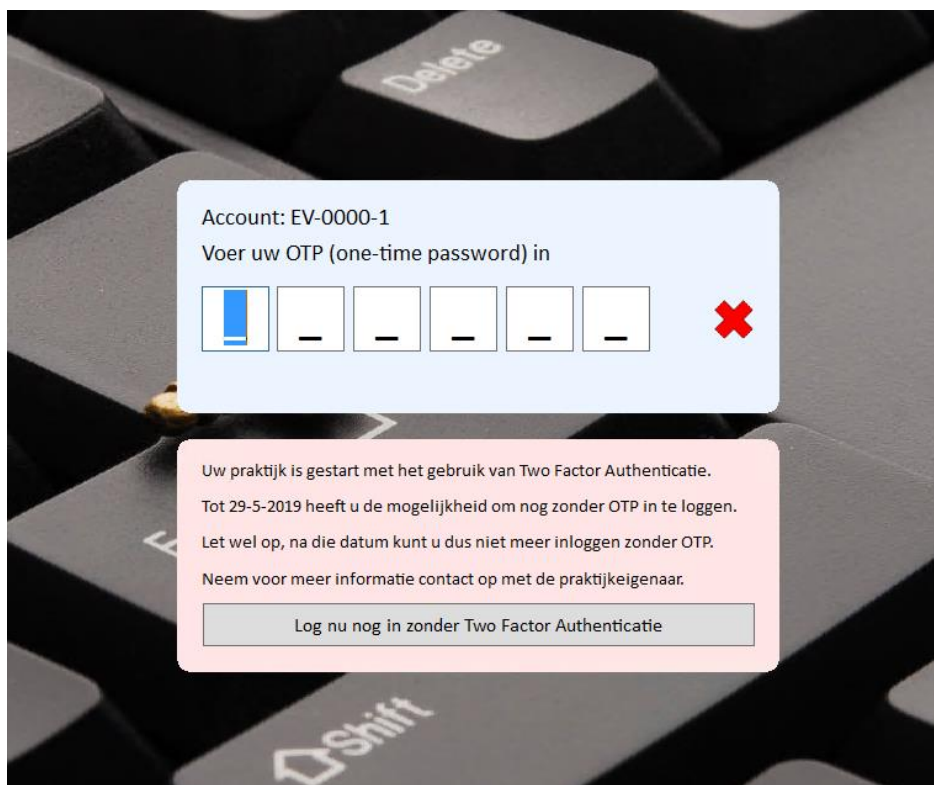 Delete
Account: EV-0000-1
Voer uw OTP (one-time password) in
_ _ _ _ _ _
Uw praktijk is gestart met het gebruik van Two Factor Authenticatie.
Tot 29-5-2019 heeft u de mogelijkheid om nog zonder OTP in te loggen.
Let wel op, na die datum kunt u dus niet meer inloggen zonder OTP.
Neem voor meer informatie contact op met de praktijkeigenaar.
Log nu nog in zonder Two Factor Authenticatie
Shift